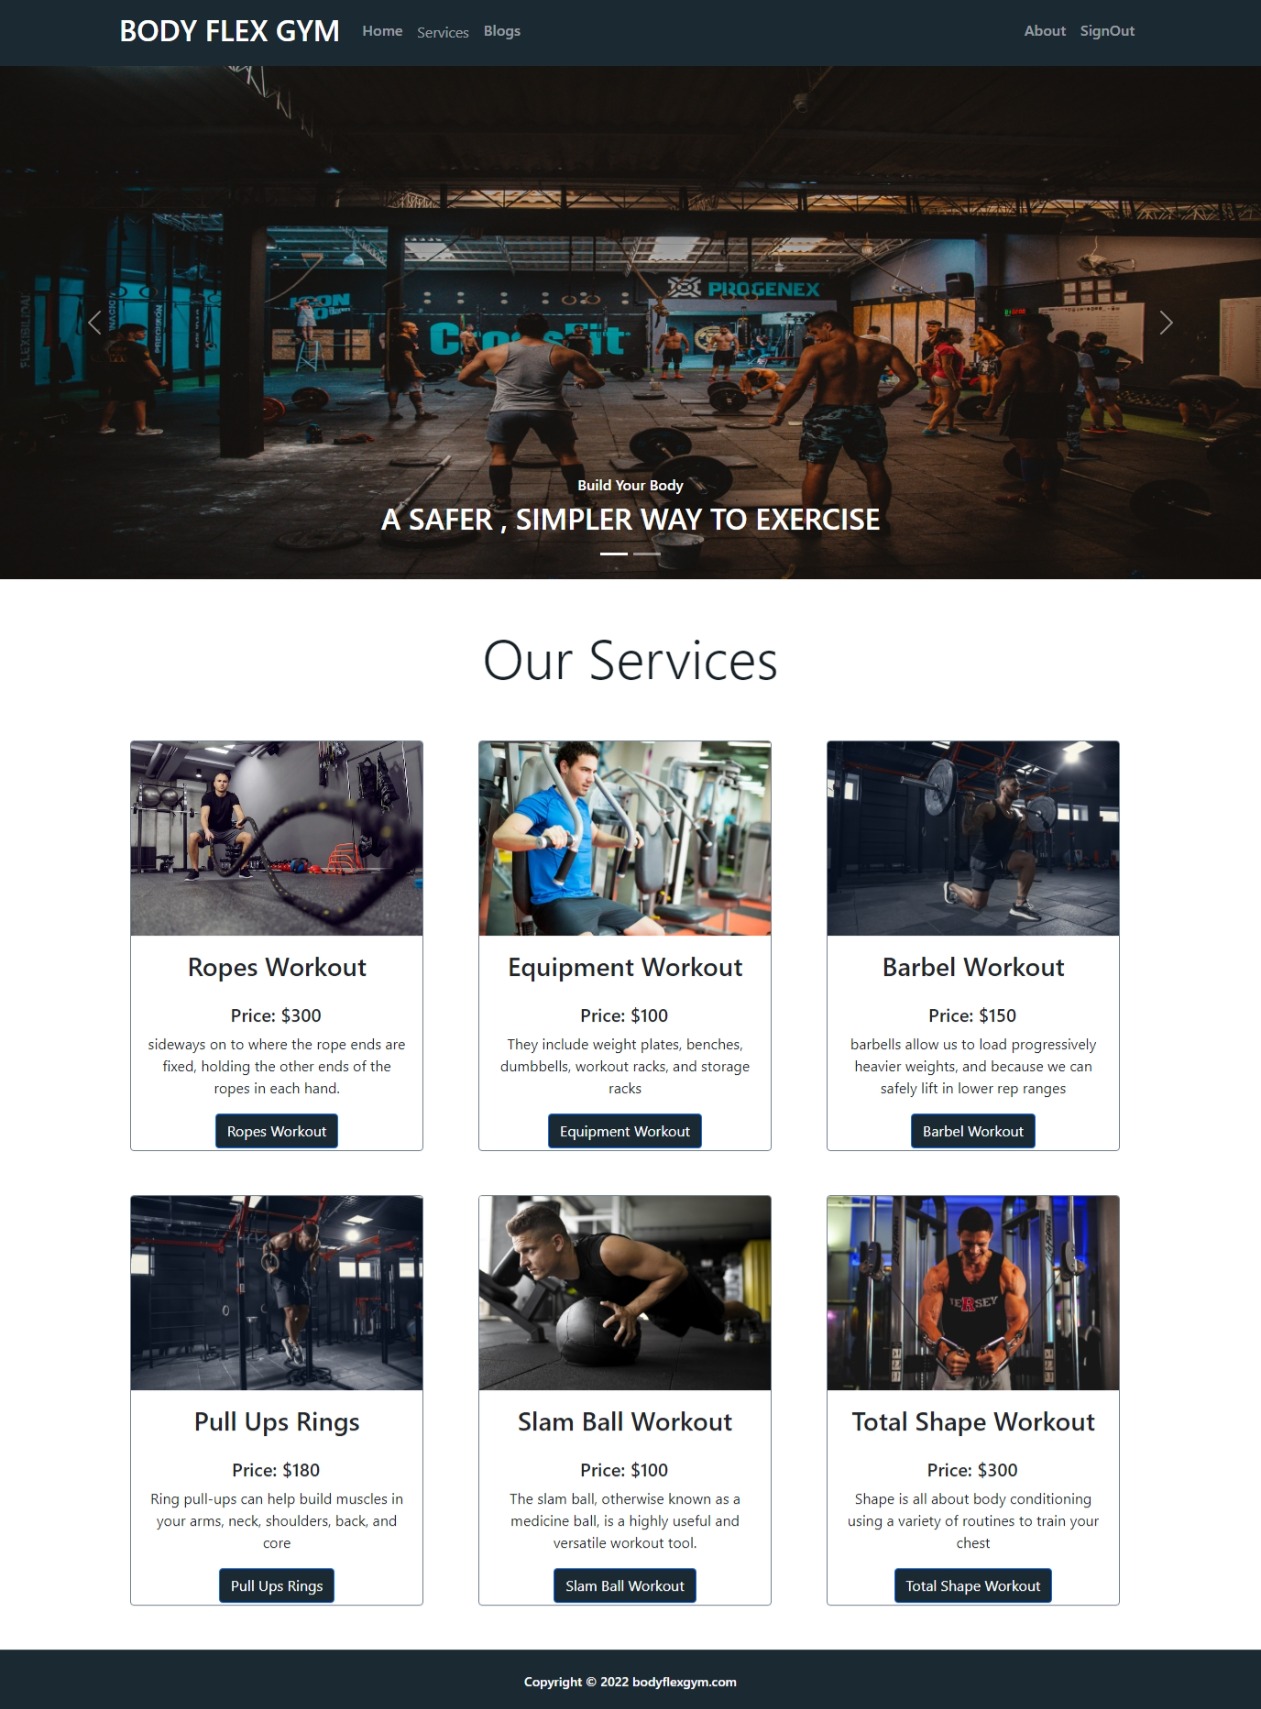 BODY FLEX GYM Home Services Blogs About SignOut
PROGENEX
CrossFit
Build Your Body
A SAFER , SIMPLER WAY TO EXERCISE
Our Services
Ropes Workout
Price: $300
sideways on to where the rope ends are
fixed, holding the other ends of the
ropes in each hand.
Ropes Workout
Equipment Workout
Price: $100
They include weight plates, benches,
dumbbells, workout racks, and storage
racks
Equipment Workout
Barbel Workout
Price: $150
barbells allow us to load progressively
heavier weights, and because we can
safely lift in lower rep ranges
Barbel Workout
Pull Ups Rings
Price: $180
Ring pull-ups can help build muscles in
your arms, neck, shoulders, back, and
core
Pull Ups Rings
Slam Ball Workout
Price: $100
The slam ball, otherwise known as a
medicine ball, is a highly useful and
versatile workout tool.
Slam Ball Workout
JERSEY
Total Shape Workout
Price: $300
Shape is all about body conditioning
using a variety of routines to train your
chest
Total Shape Workout
Copyright © 2022 bodyflexgym.com